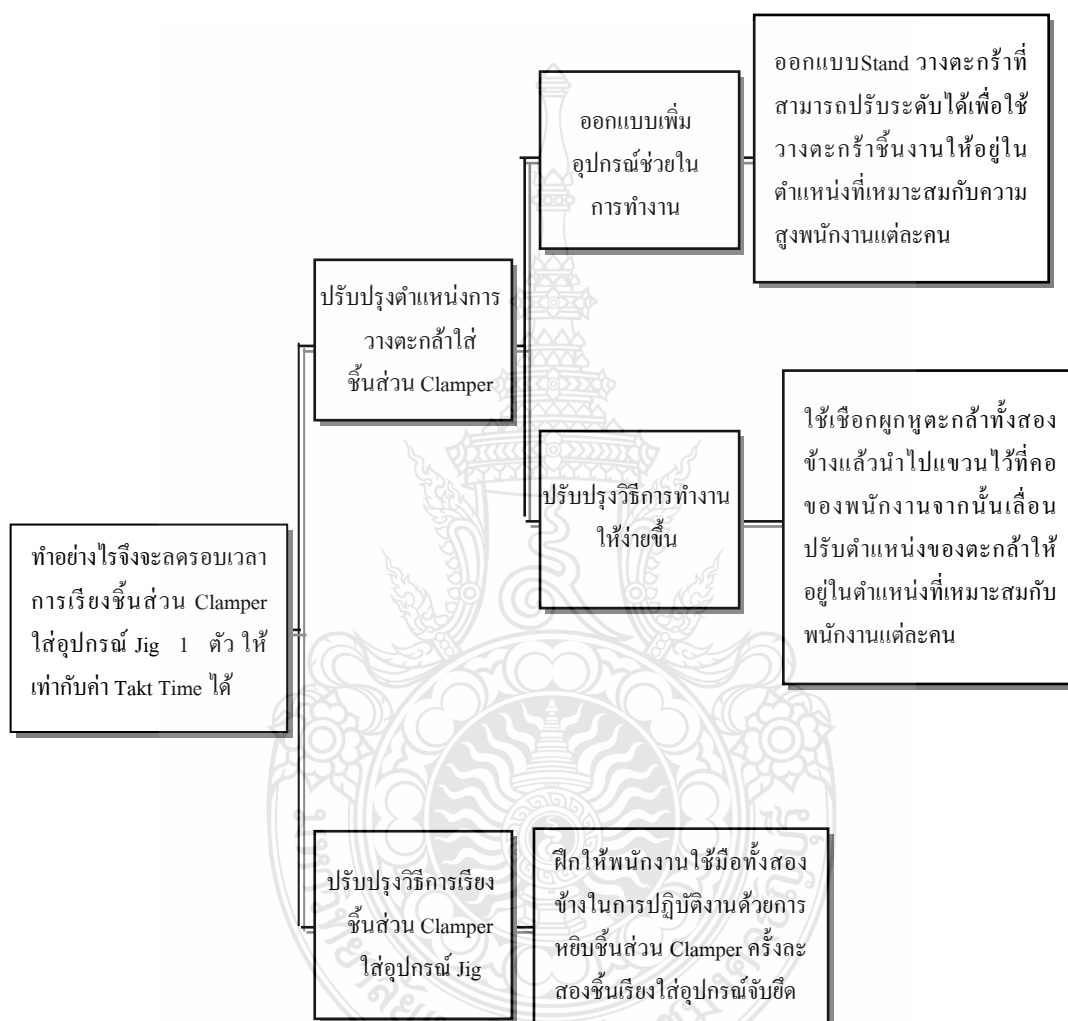 ออกแบบStand วางตะกร้าที่
สามารถปรับระดับได้เพื่อใช้
วางตะกร้าชิ้นงานให้อยู่ใน
ตำแหน่งที่เหมาะสมกับความ
สูงพนักงานแต่ละคน
ออกแบบเพิ่ม
อุปกรณ์ช่วยใน
การทำงาน
ปรับปรุงตำแหน่งการ
วางตะกล้าใส่
ชิ้นส่วน Clamper
ใช้เชือกผูกหูตะกล้าทั้งสอง
ข้างแล้วนำไปแขวนไว้ที่คอ
ของพนักงานจากนั้นเลื่อน
ปรับตำแหน่งของตะกล้าให้
อยู่ในตำแหน่งที่เหมาะสมกับ
พนักงานแต่ละคน
ปรับปรุงวิธีการทำงาน
ให้ง่ายขึ้น
ทำอย่างไรจึงจะลดรอบเวลา
การเรียงชิ้นส่วน Clamper
ใส่อุปกรณ์ Jig 1 ตัว ให้
เท่ากับค่า Takt Time ได้
ปรับปรุงวิธีการเรียง
ชิ้นส่วน Clamper
ใส่อุปกรณ์ Jig
ฝึกให้พนักงานใช้มือทั้งสอง
ข้างในการปฏิบัติงานด้วยการ
หยิบชิ้นส่วน Clamper ครั้งละ
สองชิ้นเรียงใส่อุปกรณ์จับยึด